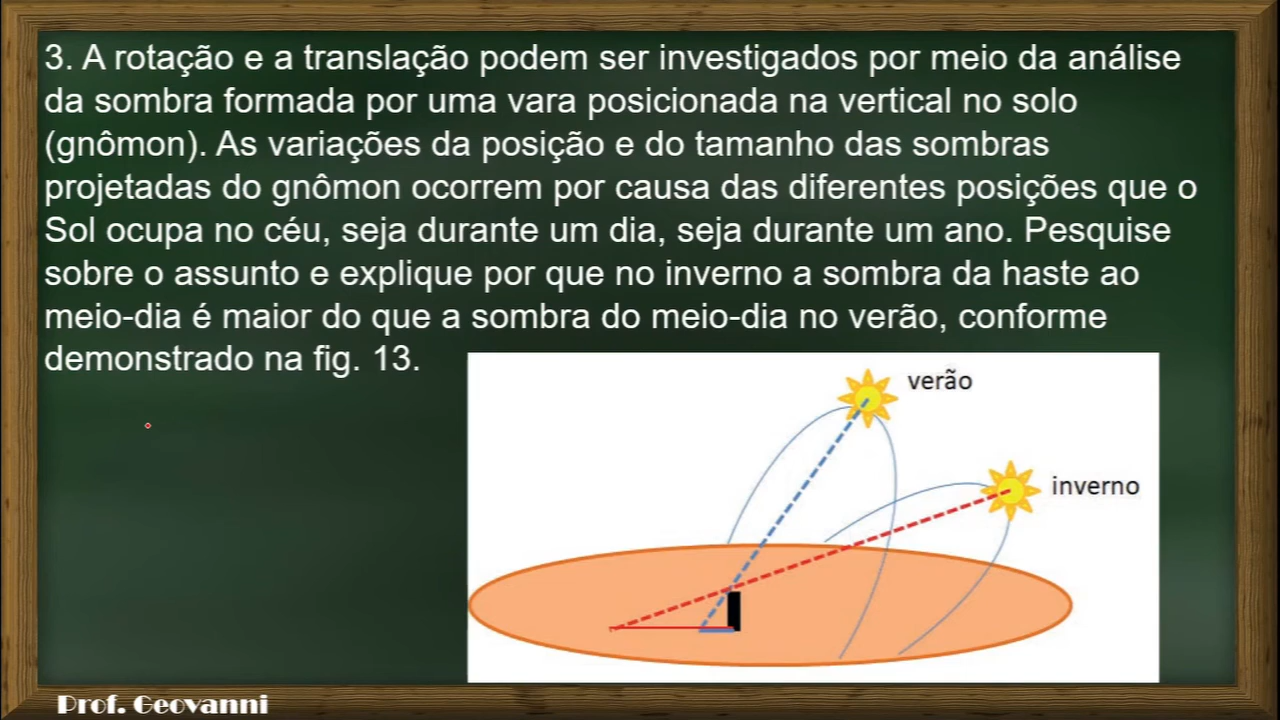 3. A rotação e a translação podem ser investigados por meio da análise
da sombra formada por uma vara posicionada na vertical no solo
(gnômon). As variações da posição e do tamanho das sombras
projetadas do gnômon ocorrem por causa das diferentes posições que o
Sol ocupa no céu, seja durante um dia, seja durante um ano. Pesquise
sobre o assunto e explique por que no inverno a sombra da haste ao
meio-dia é maior do que a sombra do meio-dia no verão, conforme
demonstrado na fig. 13.
verão
inverno
Prof. Geovanni